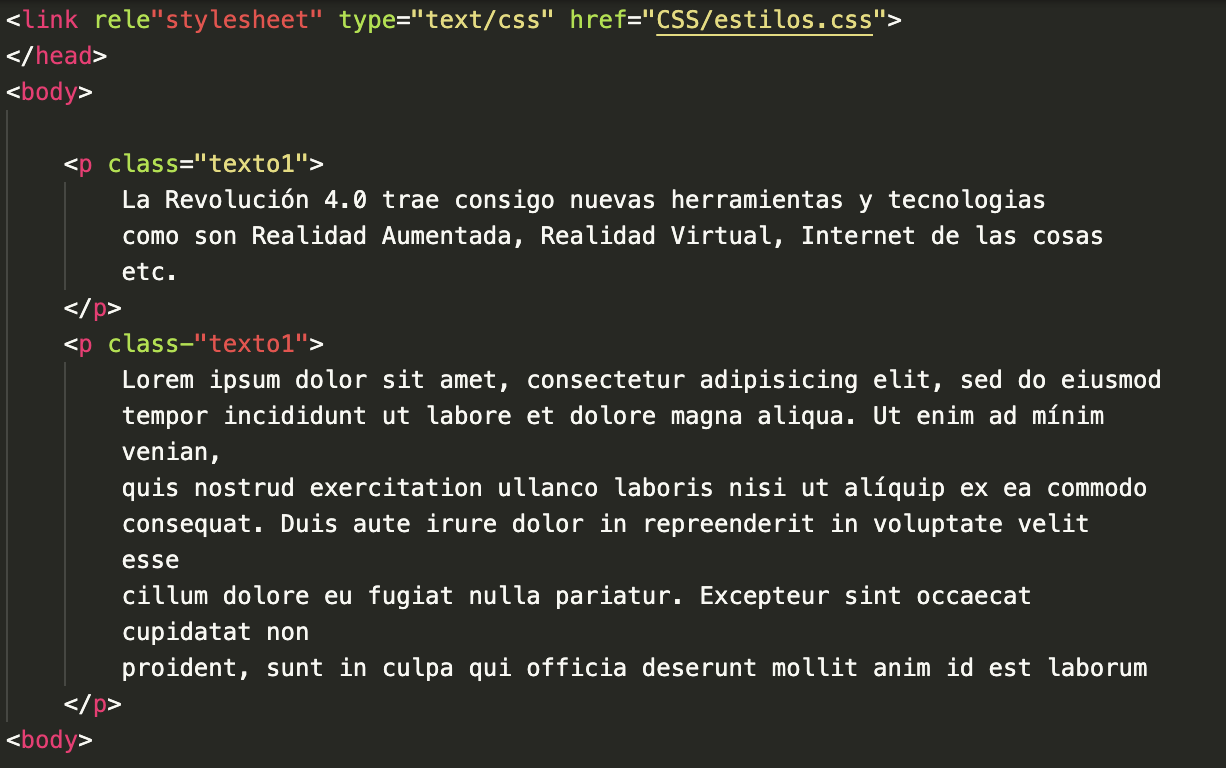 <link rele"stylesheet" type="text/css" href="CSS/estilos.css">
</head>
<body>
<p class="texto1">
La Revolución 4.0 trae consigo nuevas herramientas y tecnologias
como son Realidad Aumentada, Realidad Virtual, Internet de las cosas
etc.
</p>
<p class-"texto1">
Lorem ipsum dolor sit amet, consectetur adipisicing elit, sed do eiusmod
tempor incididunt ut labore et dolore magna aliqua. Ut enim ad mínim
venian,
quis nostrud exercitation ullanco laboris nisi ut alíquip ex ea commodo
consequat. Duis aute irure dolor in repreenderit in voluptate velit
esse
cillum dolore eu fugiat nulla pariatur. Excepteur sint occaecat
cupidatat non
proident, sunt in culpa qui officia deserunt mollit anim id est laborum
</p>
<body>